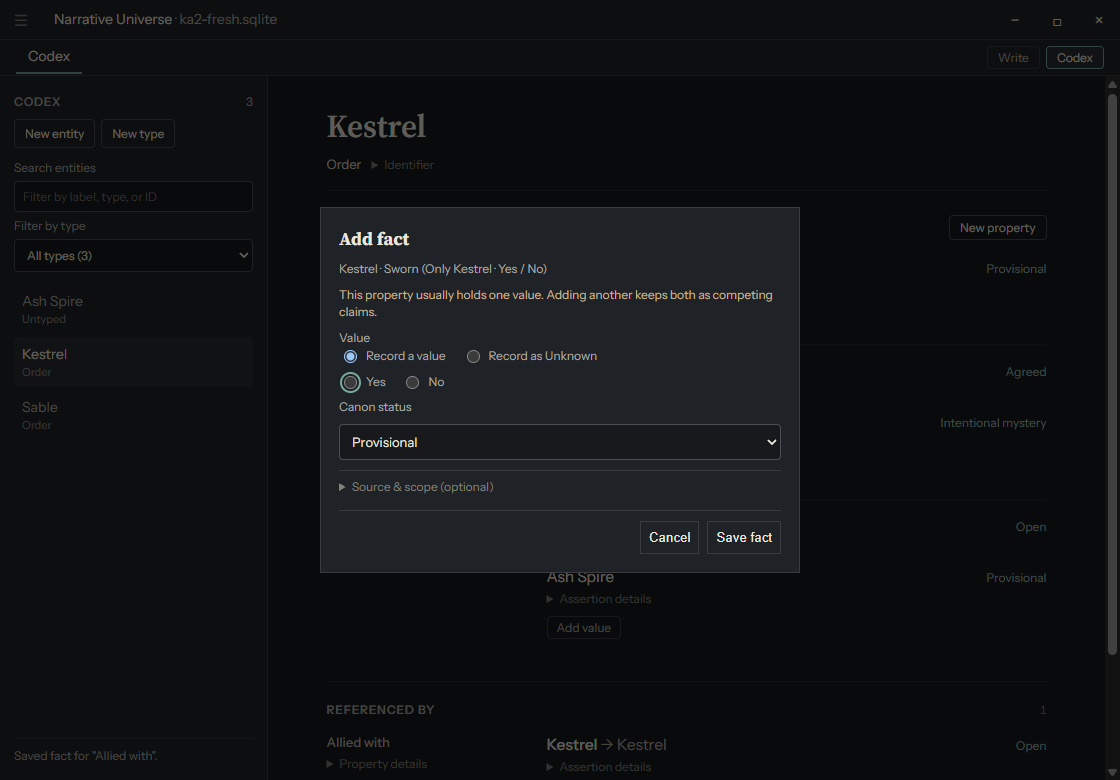 Narrative Universe · ka2-fresh.sqlite
Codex
Write
Codex
CODEX
3
New entity
New type
Search entities
Filter by label, type, or ID
Filter by type
All types (3)
Ash Spire
Untyped
Kestrel
Order
Sable
Order
Saved fact for "Allied with".
Kestrel
Order
Identifier
New property
Provisional
Agreed
Intentional mystery
Open
Add fact
Kestrel · Sworn (Only Kestrel · Yes / No)
This property usually holds one value. Adding another keeps both as competing
claims.
Value
Record a value
Record as Unknown
Yes
No
Canon status
Provisional
Source & scope (optional)
Cancel
Save fact
Ash Spire
Provisional
Assertion details
Add value
REFERENCED BY
1
Allied with
Kestrel → Kestrel
Open
Property details
Assertion details